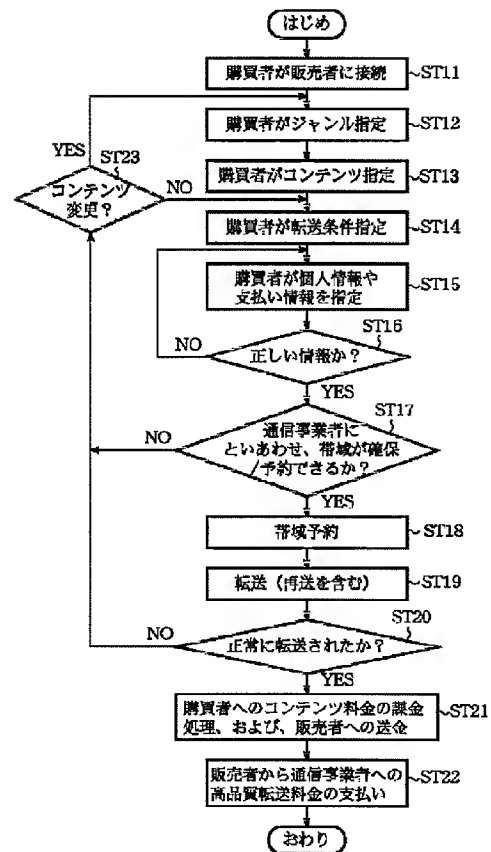 はじめ
購買者が販売者に接続
ST11
購買者がジャンル指定
ST12
YES
ST23
コンテンツ
変更？
NO
購買者がコンテンツ指定
ST13
購買者が転送条件指定
ST14
購買者が個人情報や
支払い情報を指定
ST15
ST16
NO
正しい情報か？
YES
ST17
NO
通信事業者に
といあわせ、帯域が確保
／予約できるか？
YES
帯域予約
ST18
転送（再送を含む）
ST19
ST20
NO
正常に転送されたか？
YES
購買者へのコンテンツ料金の課金
処理、および、販売者への送金
ST21
販売者から通信事業者への
高品質転送料金の支払い
ST22
おわり